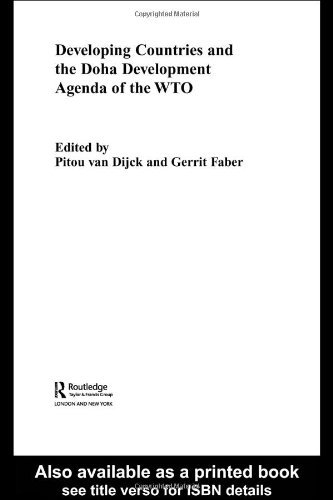 Developing Countries and
the Doha Development
Agenda of the WTO
Edited by
Pitou van Dijck and Gerrit Faber
Routledge
Taylor & Francis Group
LONDON AND NEW YORK
Also available as a printed book
see title verso for ISBN details